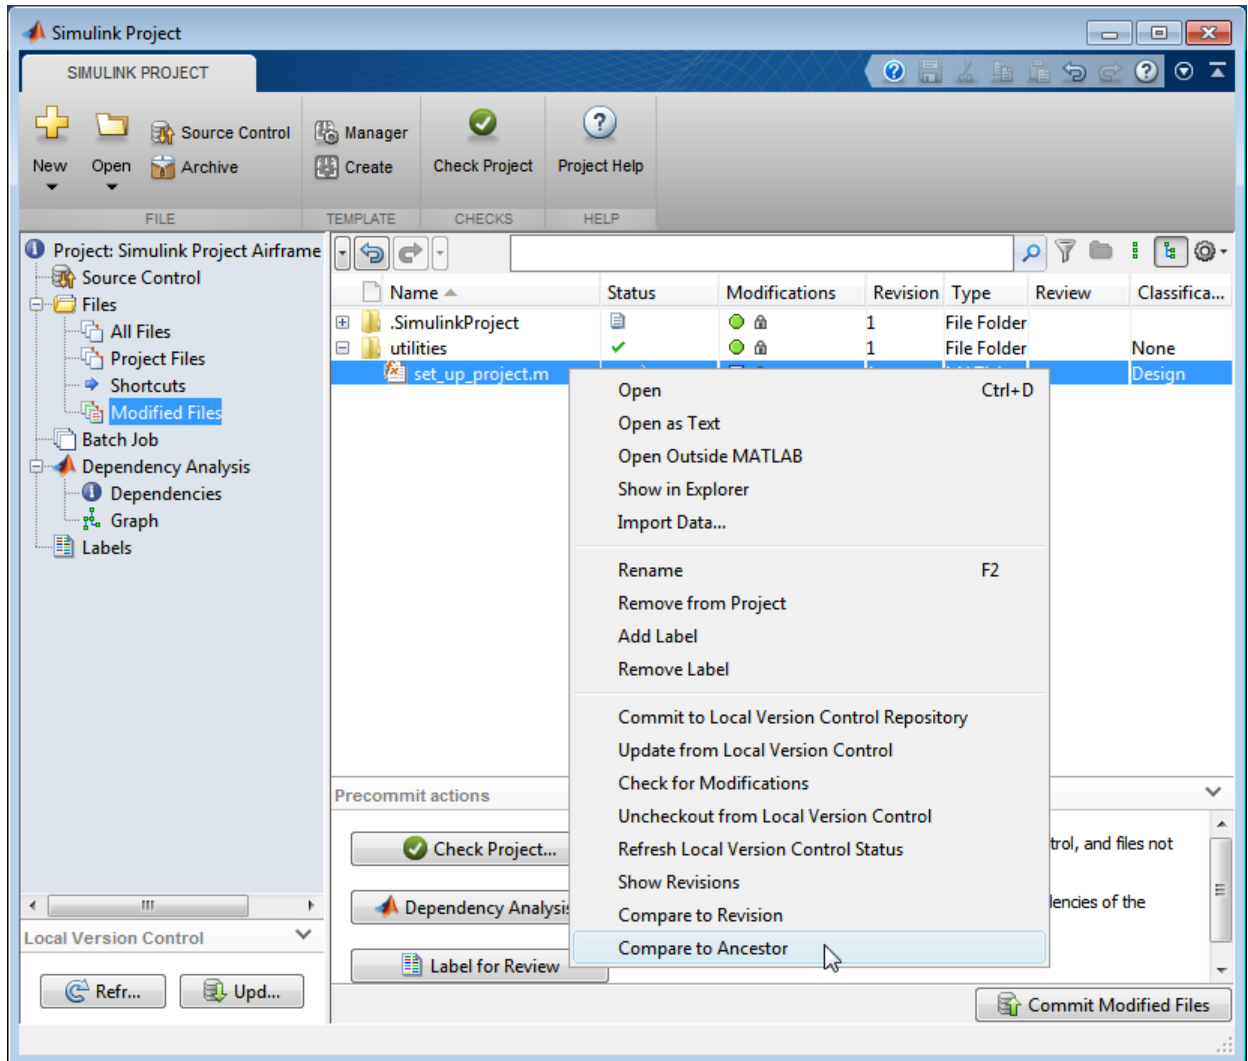 Simulink Project
SIMULINK PROJECT
New
Open
Source Control
Archive
Manager
Create
Check Project
Project Help
FILE
TEMPLATE
CHECKS
HELP
Project: Simulink Project Airframe
Source Control
Files
All Files
Project Files
Shortcuts
Modified Files
Batch Job
Dependency Analysis
Dependencies
Graph
Labels
Name Status Modifications Revision Type Review Classifica...
.SimulinkProject 1 File Folder
utilities 1 File Folder None
set_up_project.m Design
Open Ctrl+D
Open as Text
Open Outside MATLAB
Show in Explorer
Import Data...
Rename F2
Remove from Project
Add Label
Remove Label
Commit to Local Version Control Repository
Update from Local Version Control
Check for Modifications
Uncheckout from Local Version Control
Refresh Local Version Control Status
Show Revisions
Compare to Revision
Compare to Ancestor
Precommit actions
Check Project...
trol, and files not
Dependency Analysis
lencies of the
Label for Review
Local Version Control
Refr...
Upd...
Commit Modified Files